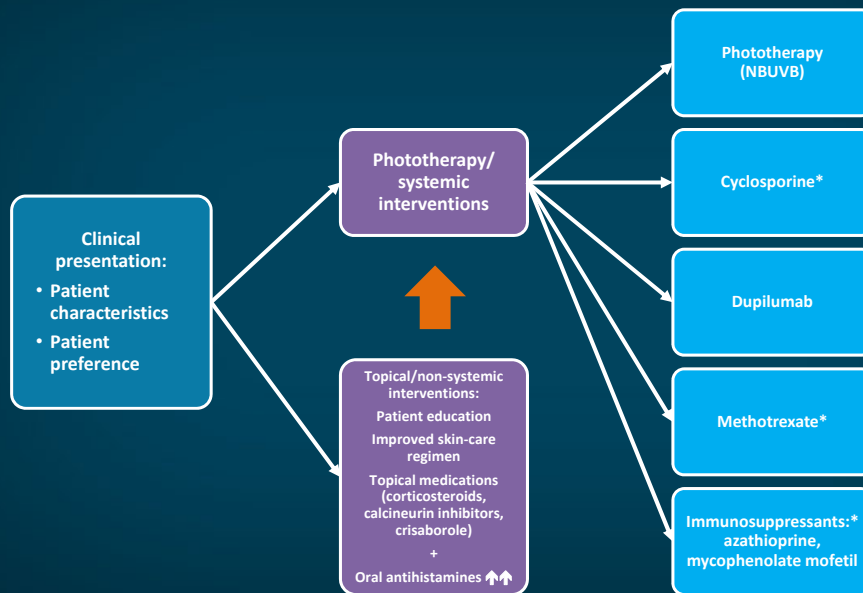 Clinical
presentation:
• Patient
characteristics
• Patient
preference
Phototherapy/
systemic
interventions
Topical/non-systemic
interventions:
Patient education
Improved skin-care
regimen
Topical medications
(corticosteroids,
calcineurin inhibitors,
crisaborole)
+
Oral antihistamines
Phototherapy
(NBUVB)
Cyclosporine*
Dupilumab
Methotrexate*
Immunosuppressants:*
azathioprine,
mycophenolate mofetil